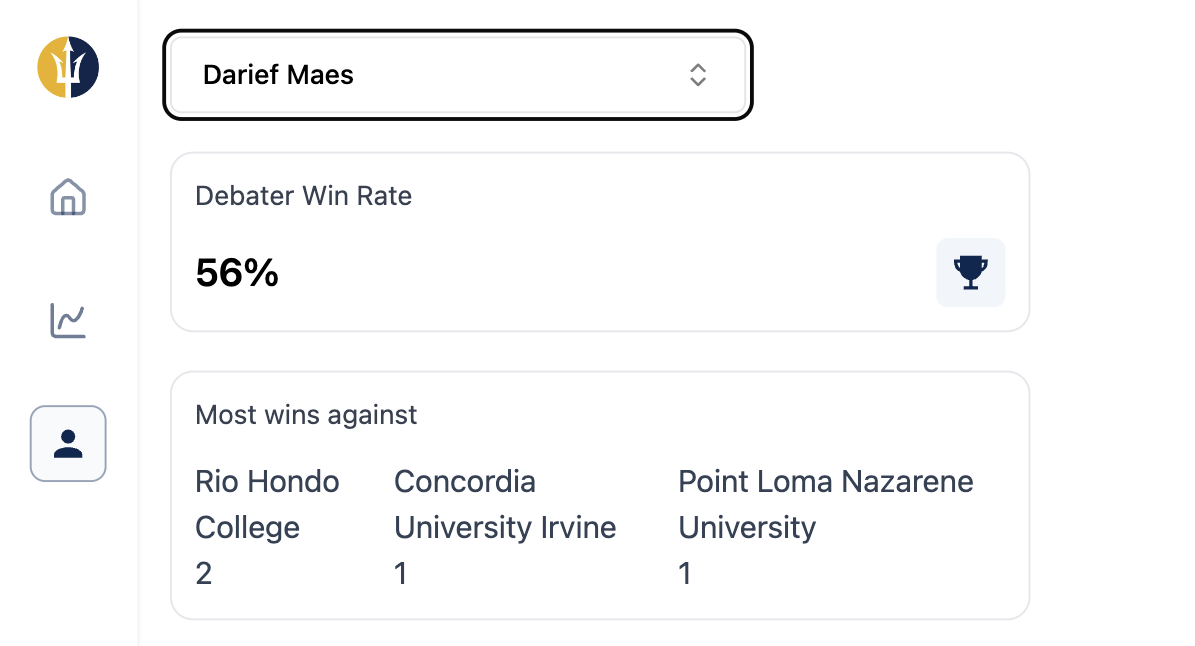 Darief Maes
Debater Win Rate
56%
Most wins against
Rio Hondo
College
2
Concordia
University Irvine
1
Point Loma Nazarene
University
1